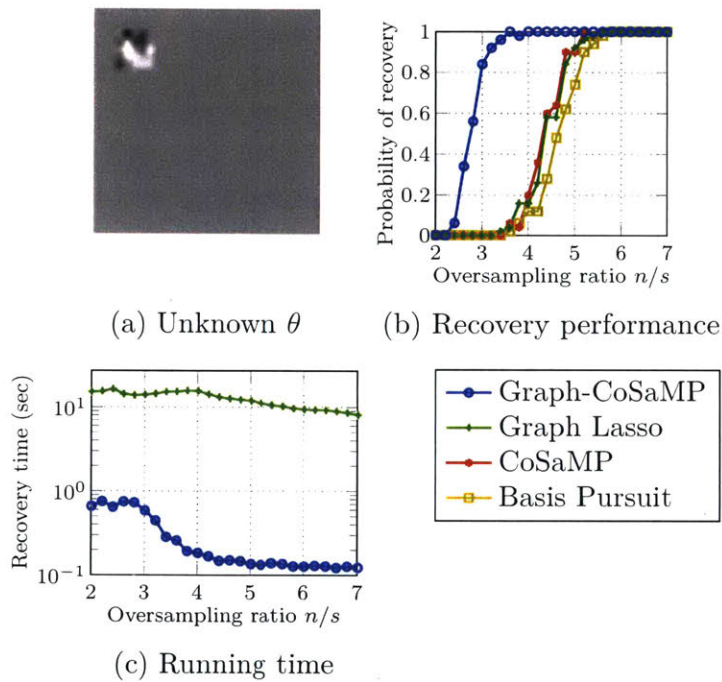 Probability of recovery
1
0.8
0.6
0.4
0.2
0
2 3 4 5 6 7
Oversampling ratio n/s
(a) Unknown θ
(b) Recovery performance
Recovery time (sec)
10^1
10^0
10^−1
2 3 4 5 6 7
Oversampling ratio n/s
(c) Running time
Graph-CoSaMP
Graph Lasso
CoSaMP
Basis Pursuit